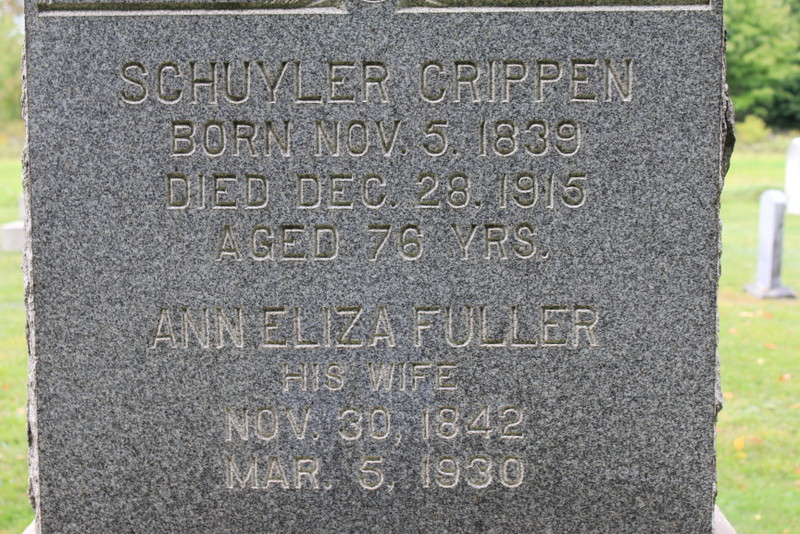 SCHUYLER CRIPPEN
BORN NOV. 5. 1839
DIED DEC. 28. 1915
AGED 76 YRS.
ANN ELIZA FULLER
HIS WIFE
NOV. 30, 1842
MAR. 5, 1930